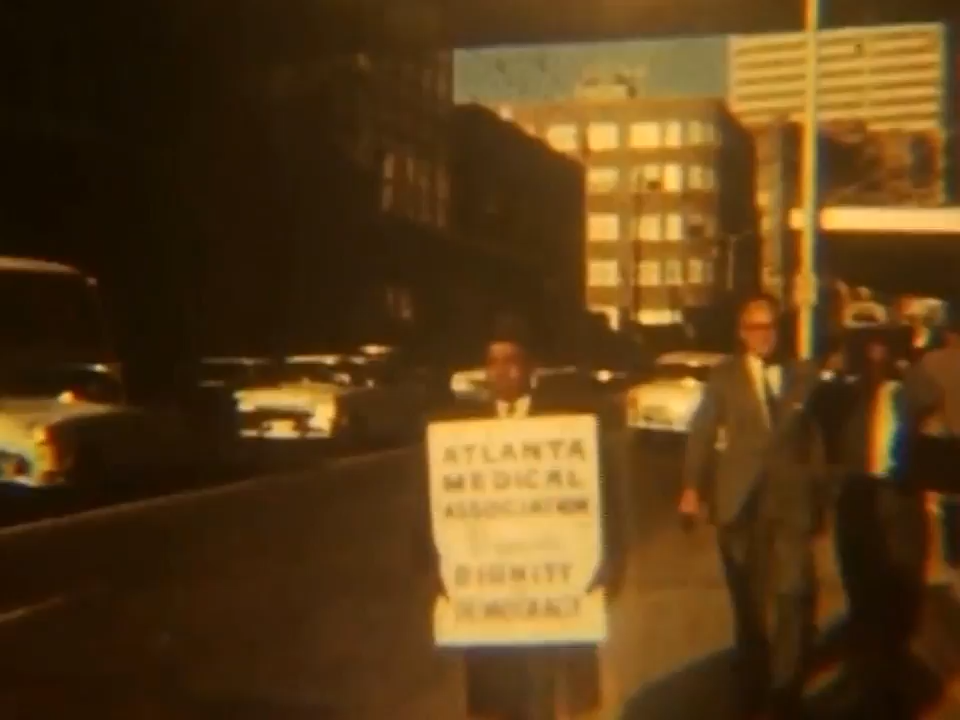 ATLANTA
MEDICAL
ASSOCIATION
DIGNITY
DEMOCRACY